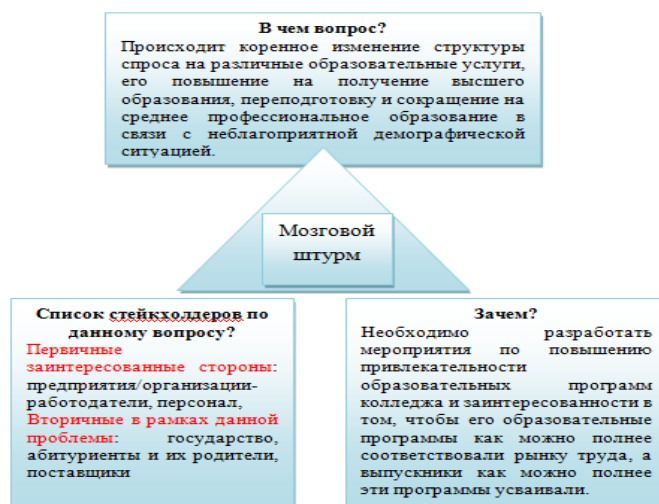 В чем вопрос?
Происходит коренное изменение структуры
спроса на различные образовательные услуги,
его повышение на получение высшего
образования, переподготовку и сокращение на
среднее профессиональное образование в
связи с неблагоприятной демографической
ситуацией.
Мозговой
штурм
Список стейкхолдеров по
данному вопросу?
Первичные
заинтересованные стороны:
предприятия/организации-
работодатели, персонал,
Вторичные в рамках данной
проблемы: государство,
абитуриенты и их родители,
поставщики
Зачем?
Необходимо разработать
мероприятия по повышению
привлекательности
образовательных программ
колледжа и заинтересованности в
том, чтобы его образовательные
программы как можно полнее
соответствовали рынку труда, а
выпускники как можно полнее
эти программы усваивали.